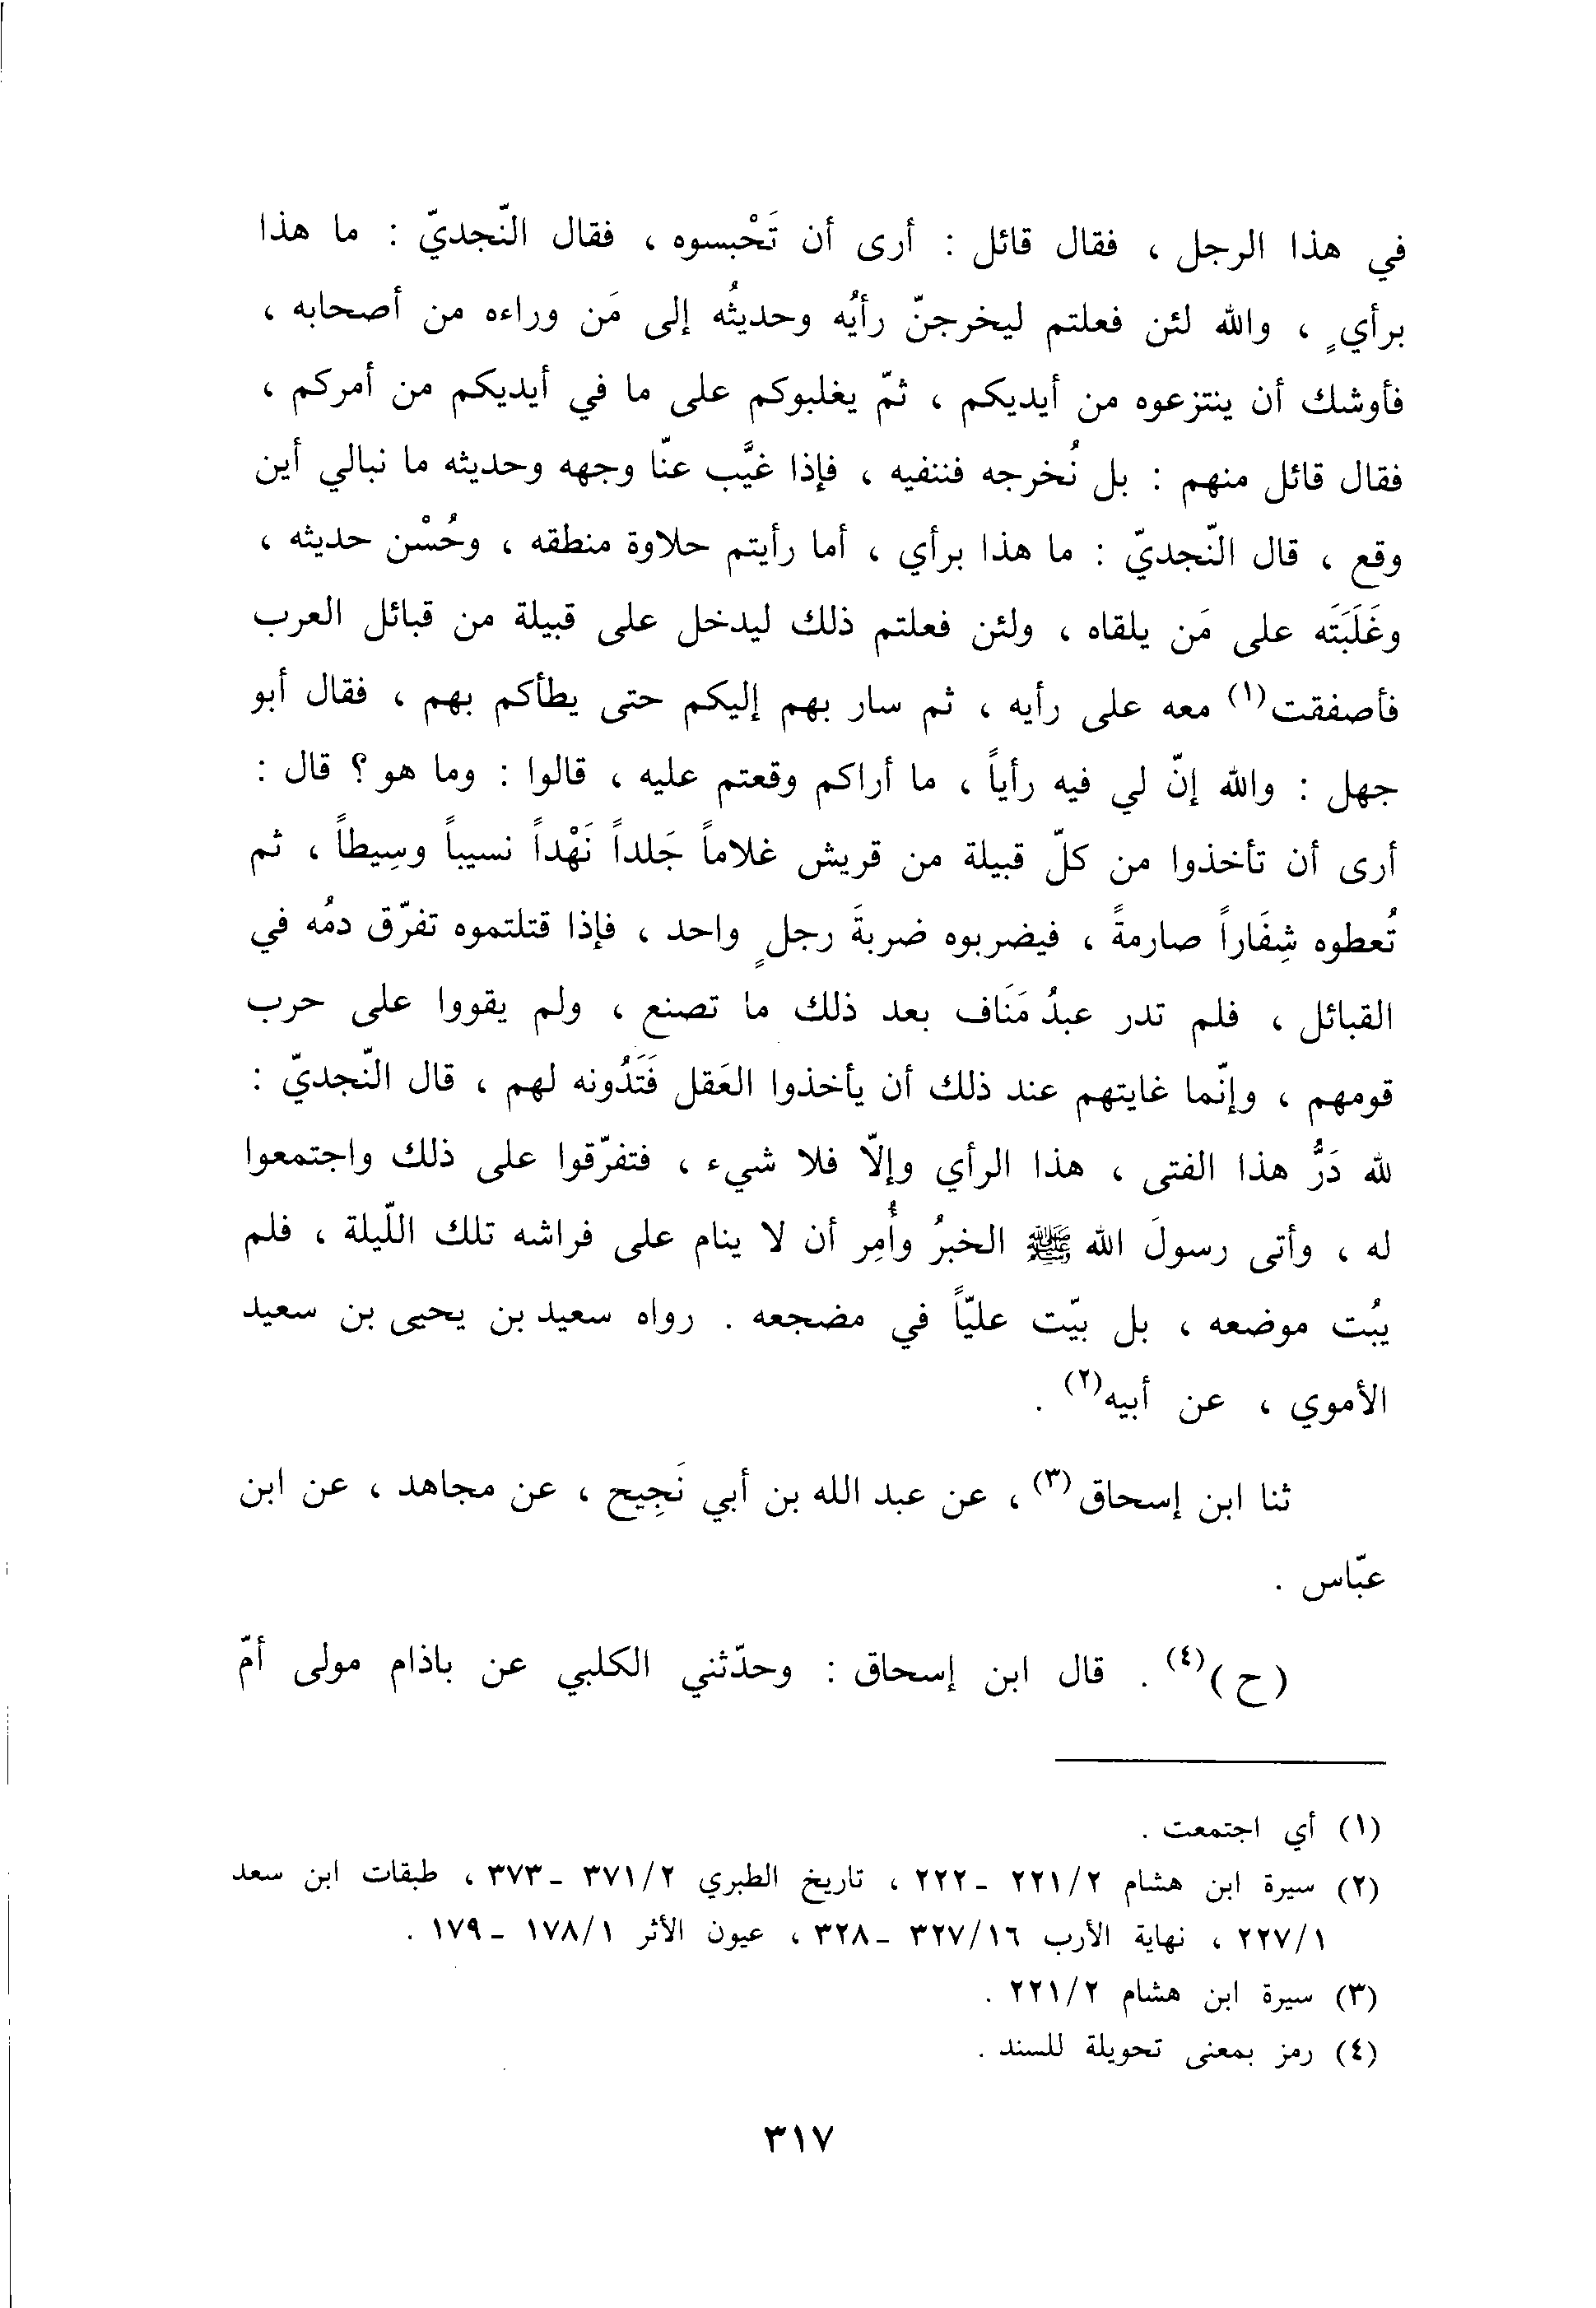 في هذا الرجل ، فقال قائل : أرى أن تَحْبسوه ، فقال النّجديّ : ما هذا
برأيٍ ، والله لئن فعلتم ليخرجنّ رأيُه وحديثُه إلى مَن وراءه من أصحابه ،
فأوشك أن ينتزعوه من أيديكم ، ثمّ يغلبوكم على ما في أيديكم من أمركم ،
فقال قائل منهم : بل نُخرجه فننفيه ، فإذا غيَّب عنّا وجهه وحديثه ما نبالي أين
وقع ، قال النّجديّ : ما هذا برأي ، أما رأيتم حلاوة منطقه ، وحُسْن حديثه ،
وغَلَبَتَه على مَن يلقاه ، ولئن فعلتم ذلك ليدخل على قبيلة من قبائل العرب
فأصفقت(١) معه على رأيه ، ثم سار بهم إليكم حتى يطأكم بهم ، فقال أبو
جهل : والله إنّ لي فيه رأياً ، ما أراكم وقعتم عليه ، قالوا : وما هو ؟ قال :
أرى أن تأخذوا من كلّ قبيلة من قريش غلاماً جَلداً نَهْداً نسيباً وسِيطاً ، ثم
تُعطوه شِفَاراً صارمةً ، فيضربوه ضربةَ رجلٍ واحد ، فإذا قتلتموه تفرّق دمُه في
القبائل ، فلم تدر عبدُ مَنَاف بعد ذلك ما تصنع ، ولم يقووا على حرب
قومهم ، وإنّما غايتهم عند ذلك أن يأخذوا العَقل فَتَدُونه لهم ، قال النّجديّ :
لله دَرُّ هذا الفتى ، هذا الرأي وإلاّ فلا شيء ، فتفرّقوا على ذلك واجتمعوا
له ، وأتى رسولَ الله ﷺ الخبرُ وأُمِر أن لا ينام على فراشه تلك اللّيلة ، فلم
يبُت موضعه ، بل بيّت عليّاً في مضجعه . رواه سعيد بن يحيى بن سعيد
الأموي ، عن أبيه(٢) .
ثنا ابن إسحاق(٣) ، عن عبد الله بن أبي نَجِيح ، عن مجاهد ، عن ابن
عبّاس .
(ح)(٤) . قال ابن إسحاق : وحدّثني الكلبي عن باذام مولى أمّ
(١) أي اجتمعت .
(٢) سيرة ابن هشام ٢/ ٢٢١ ـ ٢٢٢ ، تاريخ الطبري ٢/ ٣٧١ ـ ٣٧٣ ، طبقات ابن سعد
١/ ٢٢٧ ، نهاية الأرب ١٦/ ٣٢٧ ـ ٣٢٨ ، عيون الأثر ١/ ١٧٨ ـ ١٧٩ .
(٣) سيرة ابن هشام ٢/ ٢٢١ .
(٤) رمز بمعنى تحويلة للسند .
٣١٧